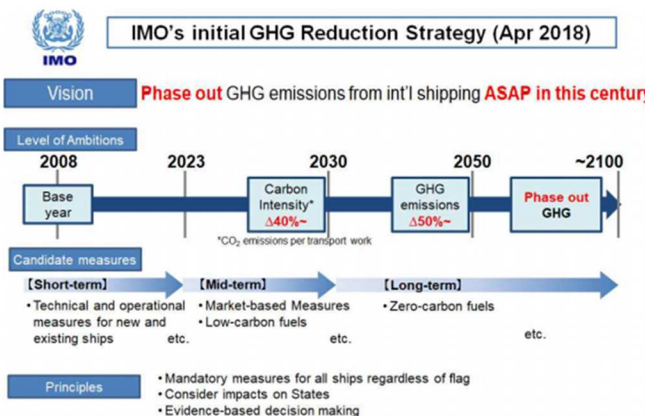 IMO
IMO's initial GHG Reduction Strategy (Apr 2018)
Vision
Phase out GHG emissions from int'l shipping ASAP in this century
Level of Ambitions
2008 2023 2030 2050 ~2100
Base year
Carbon Intensity*
Δ40%~
GHG emissions
Δ50%~
Phase out
GHG
*CO₂ emissions per transport work
Candidate measures
【Short-term】 【Mid-term】 【Long-term】
• Technical and operational
measures for new and
existing ships etc.
• Market-based Measures
• Low-carbon fuels
etc.
• Zero-carbon fuels
etc.
Principles
• Mandatory measures for all ships regardless of flag
• Consider impacts on States
• Evidence-based decision making